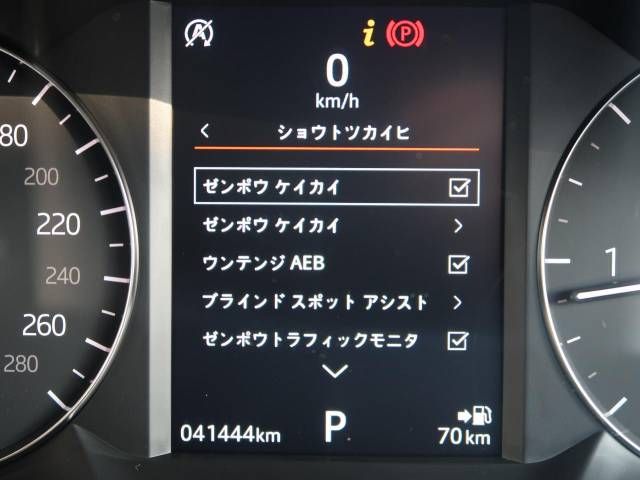 0
km/h
ショウトツカイヒ
ゼンポウ ケイカイ
ゼンポウ ケイカイ
ウンテンジ AEB
ブラインド スポット アシスト
ゼンポウトラフィックモニタ
041444km
P
70 km
80
200
220
240
260
280
1
(P)
i
A